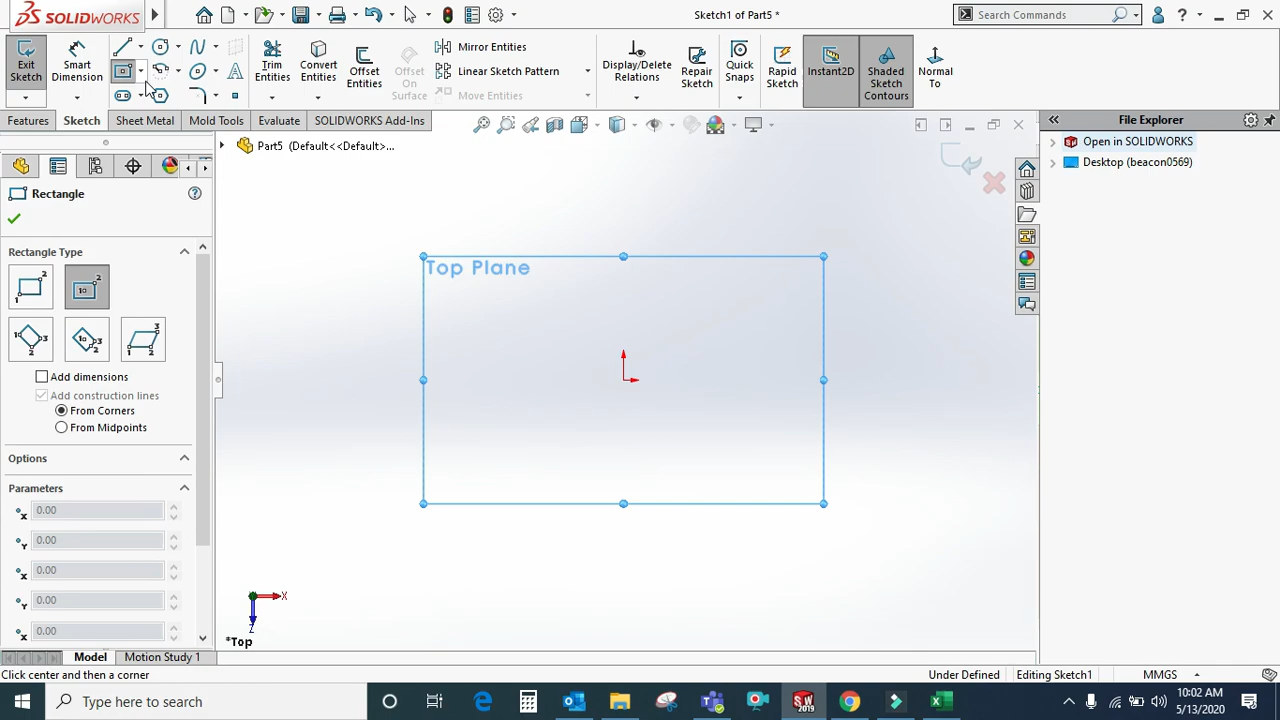 SOLIDWORKS
Sketch1 of Part5 *
Search Commands
?
Exit Sketch
Smart Dimension
Trim Entities
Convert Entities
Offset Entities
Offset On Surface
Mirror Entities
Linear Sketch Pattern
Move Entities
Display/Delete Relations
Repair Sketch
Quick Snaps
Rapid Sketch
Instant2D
Shaded Sketch Contours
Normal To
Features
Sketch
Sheet Metal
Mold Tools
Evaluate
SOLIDWORKS Add-Ins
Part5 (Default<<Default>...
File Explorer
Open in SOLIDWORKS
Desktop (beacon0569)
Rectangle
?
Rectangle Type
Add dimensions
Add construction lines
From Corners
From Midpoints
Options
Parameters
X 0.00
Y 0.00
X 0.00
Y 0.00
0.00
Top Plane
X
Z
*Top
Model
Motion Study 1
Click center and then a corner
Under Defined
Editing Sketch1
MMGS
Type here to search
SW 2019
10:02 AM
5/13/2020